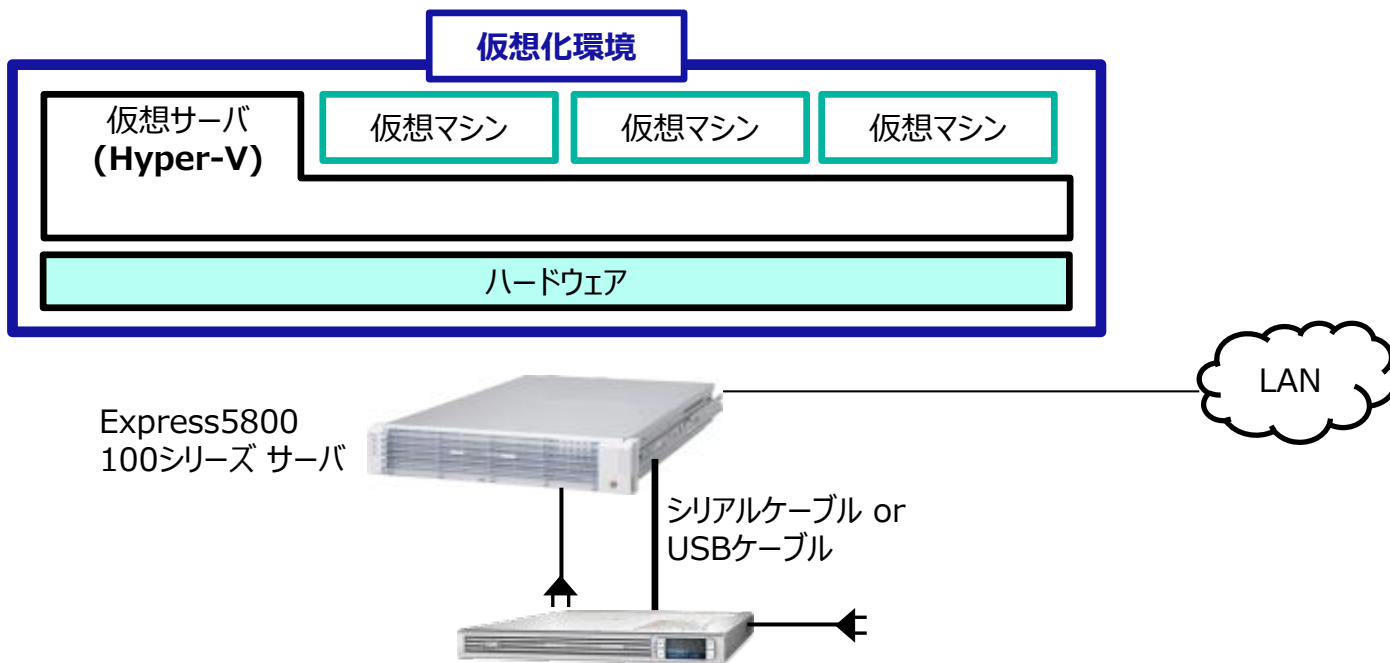 仮想化環境
仮想サーバ
(Hyper-V)
仮想マシン
仮想マシン
仮想マシン
ハードウェア
LAN
Express5800
100シリーズ サーバ
シリアルケーブル or
USBケーブル